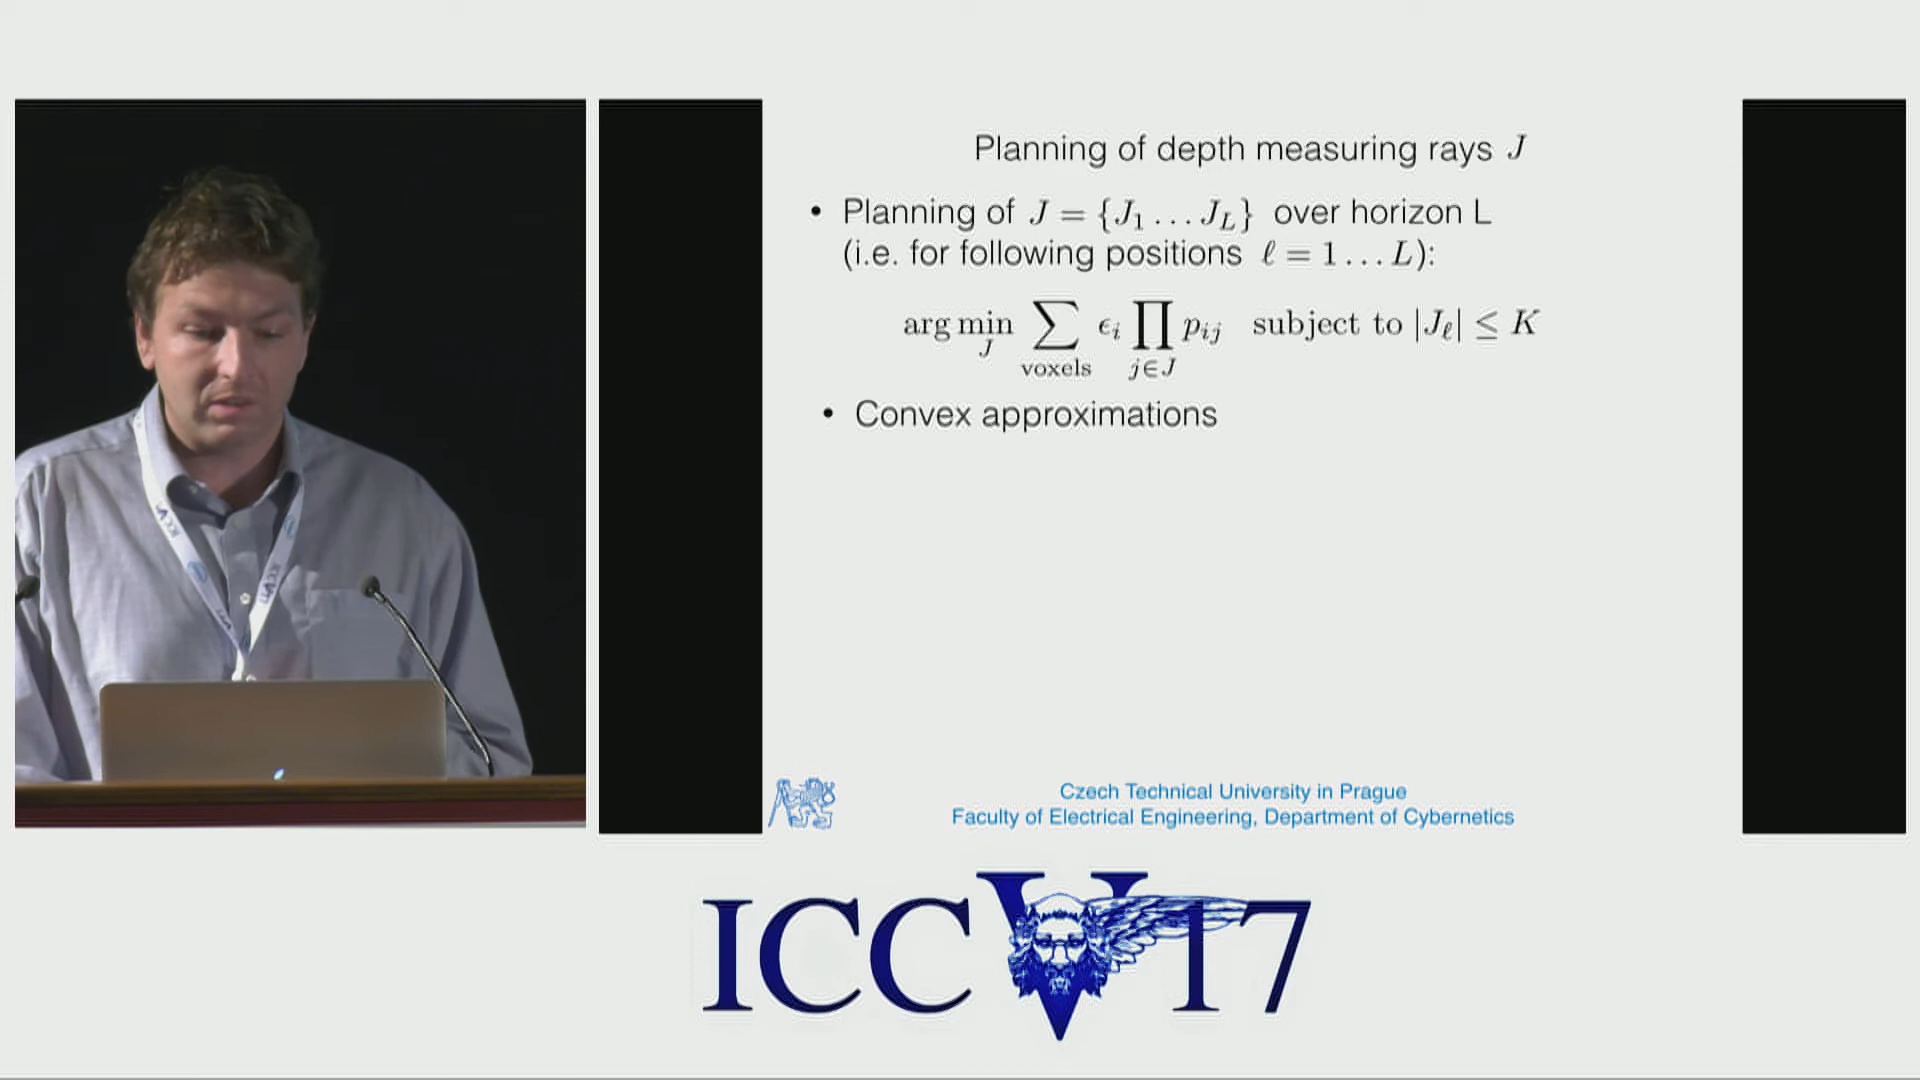 Planning of depth measuring rays J
• Planning of J = {J₁ … J_L} over horizon L
(i.e. for following positions ℓ = 1 … L):
arg min_J ∑_voxels ϵ_i ∏_{j∈J} p_ij subject to |J_ℓ| ≤ K
• Convex approximations
Czech Technical University in Prague
Faculty of Electrical Engineering, Department of Cybernetics
ICCV17